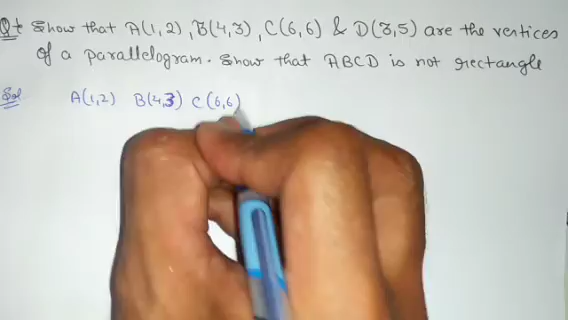 Qt Show that A(1,2), B(4,3), C(6,6) & D(3,5) are the vertices
of a parallelogram. Show that ABCD is not rectangle
Sol A(1,2) B(4,3) C(6,6)